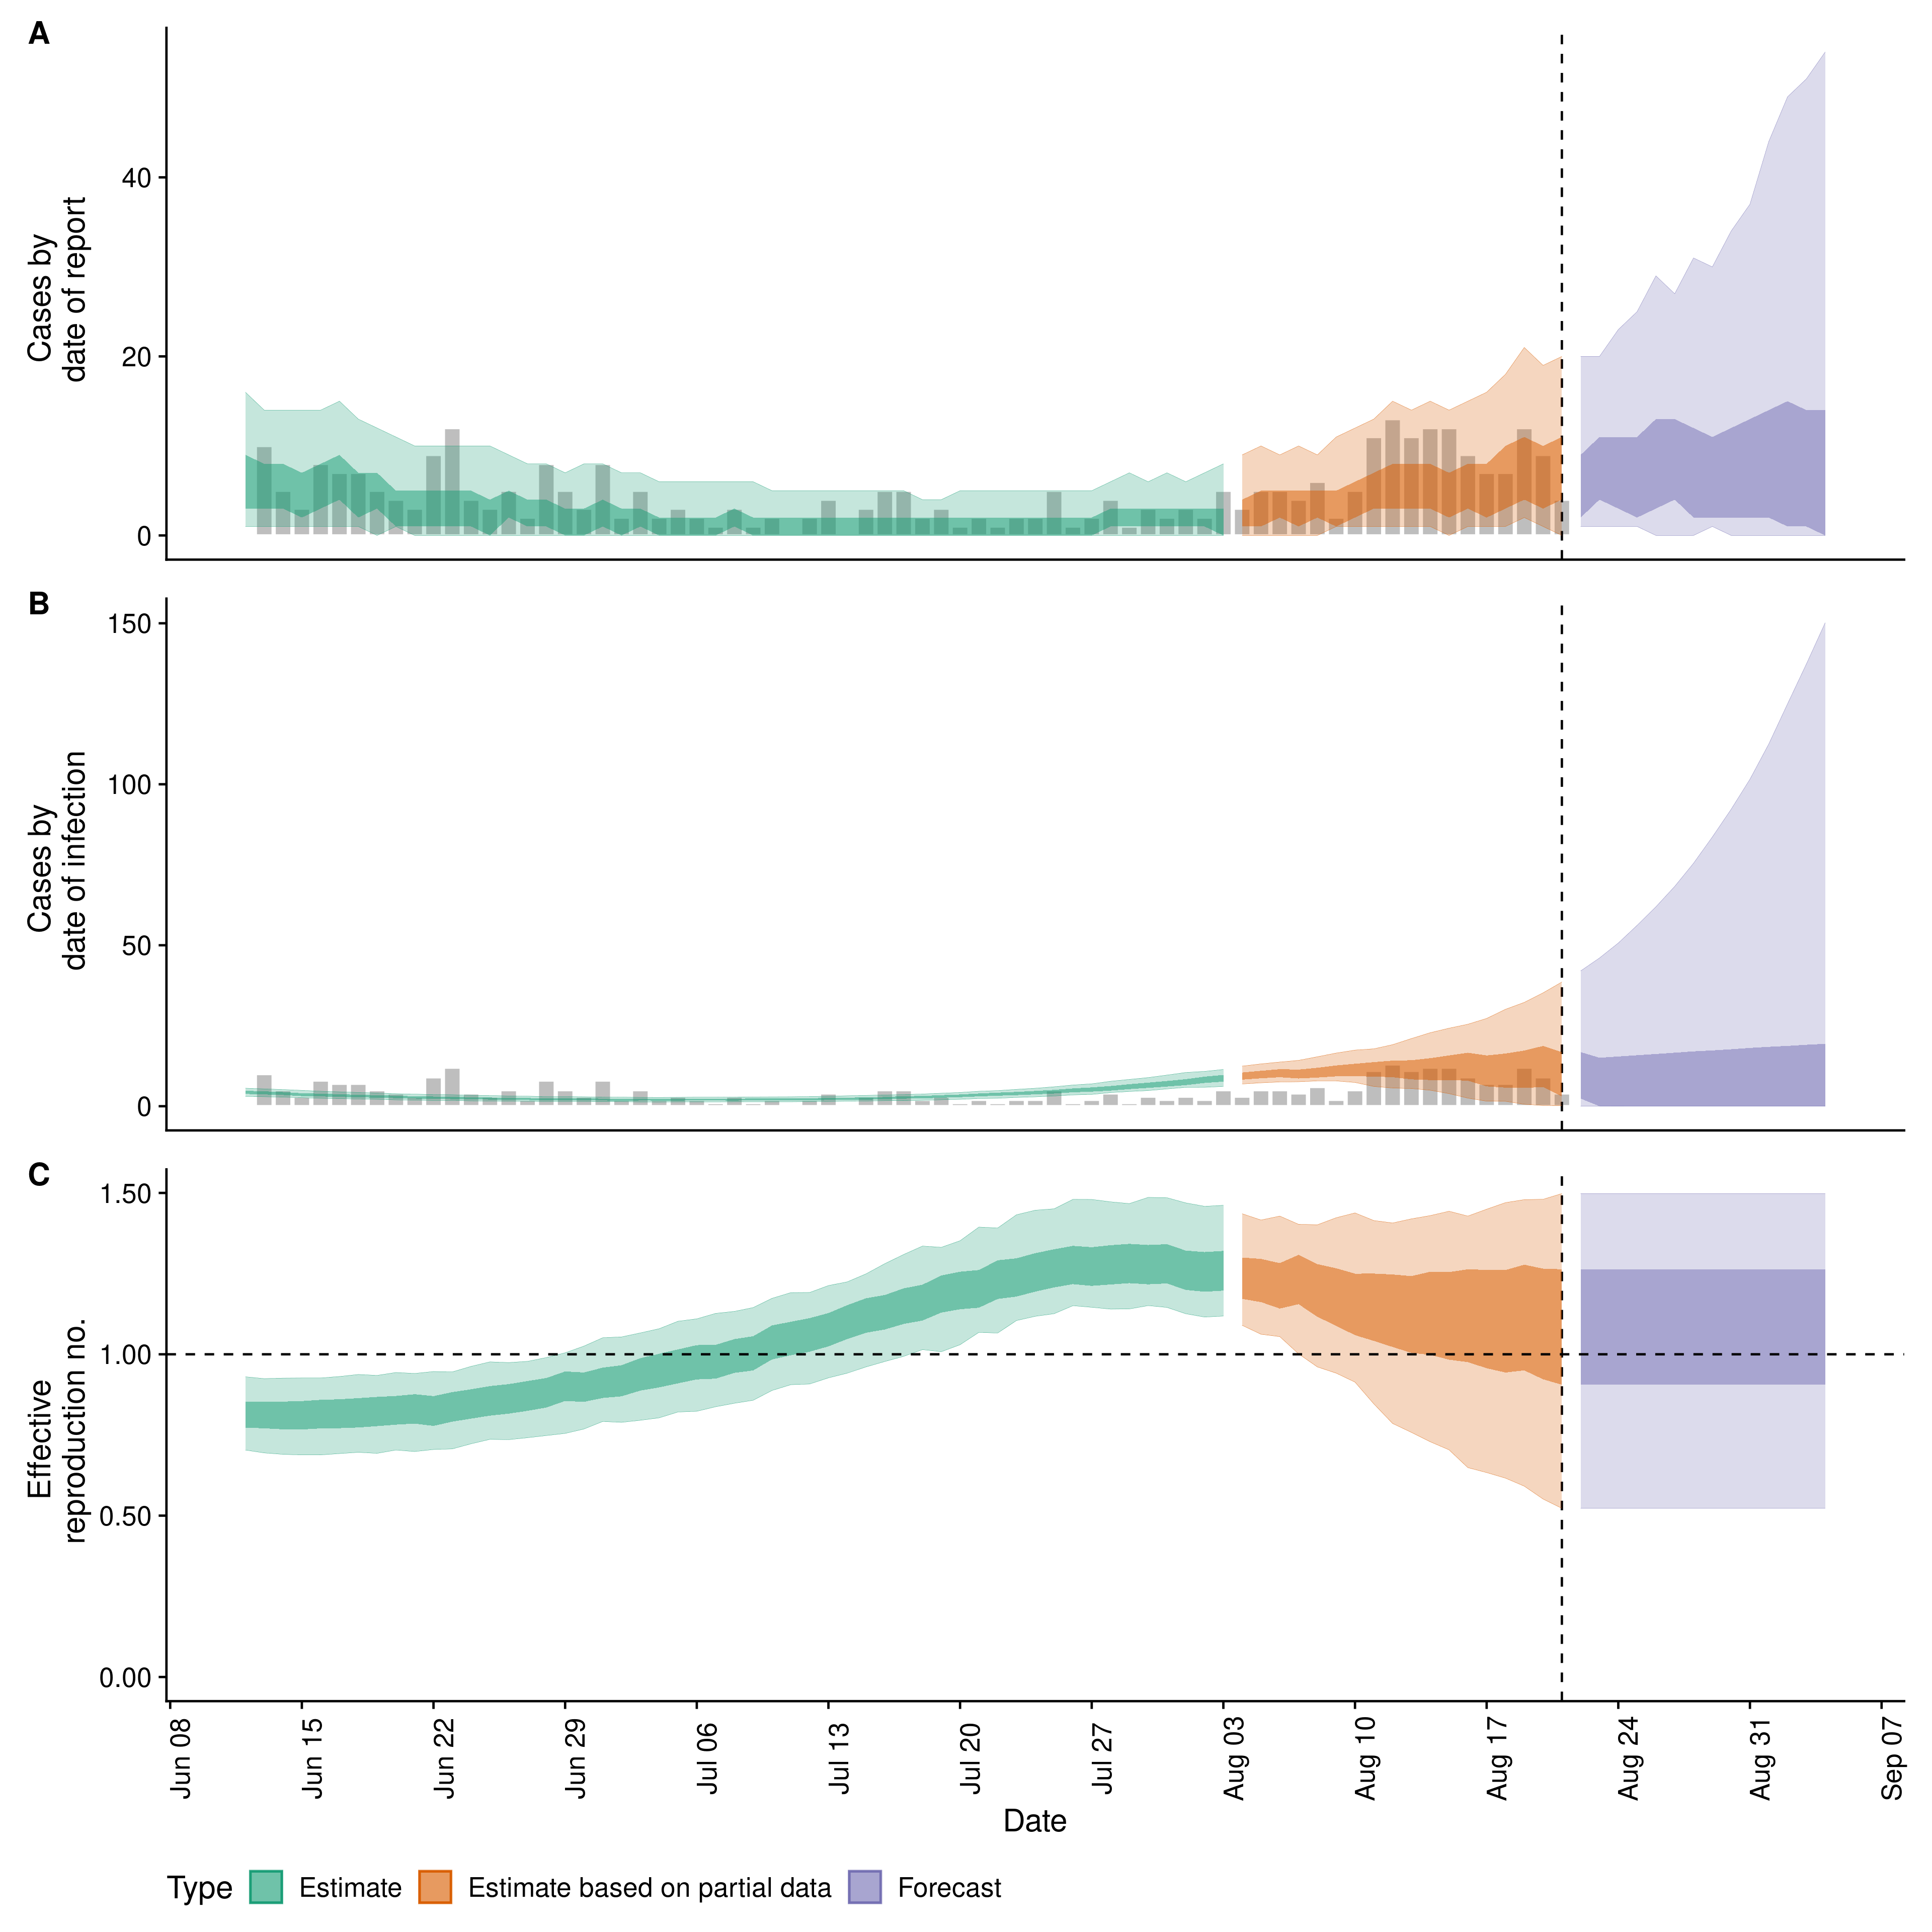 A
Cases by
date of report
40
20
0
B
Cases by
date of infection
150
100
50
0
C
Effective
reproduction no.
1.50
1.00
0.50
0.00
Jun 08
Jun 15
Jun 22
Jun 29
Jul 06
Jul 13
Jul 20
Jul 27
Aug 03
Aug 10
Aug 17
Aug 24
Aug 31
Sep 07
Date
Type Estimate Estimate based on partial data Forecast